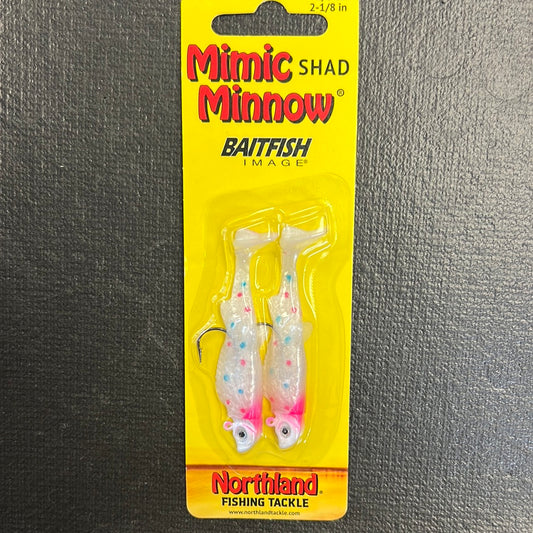 2-1/8 in
Mimic SHAD
Minnow®
BAITFISH
IMAGE®
Northland®
FISHING TACKLE
www.northlandtackle.com